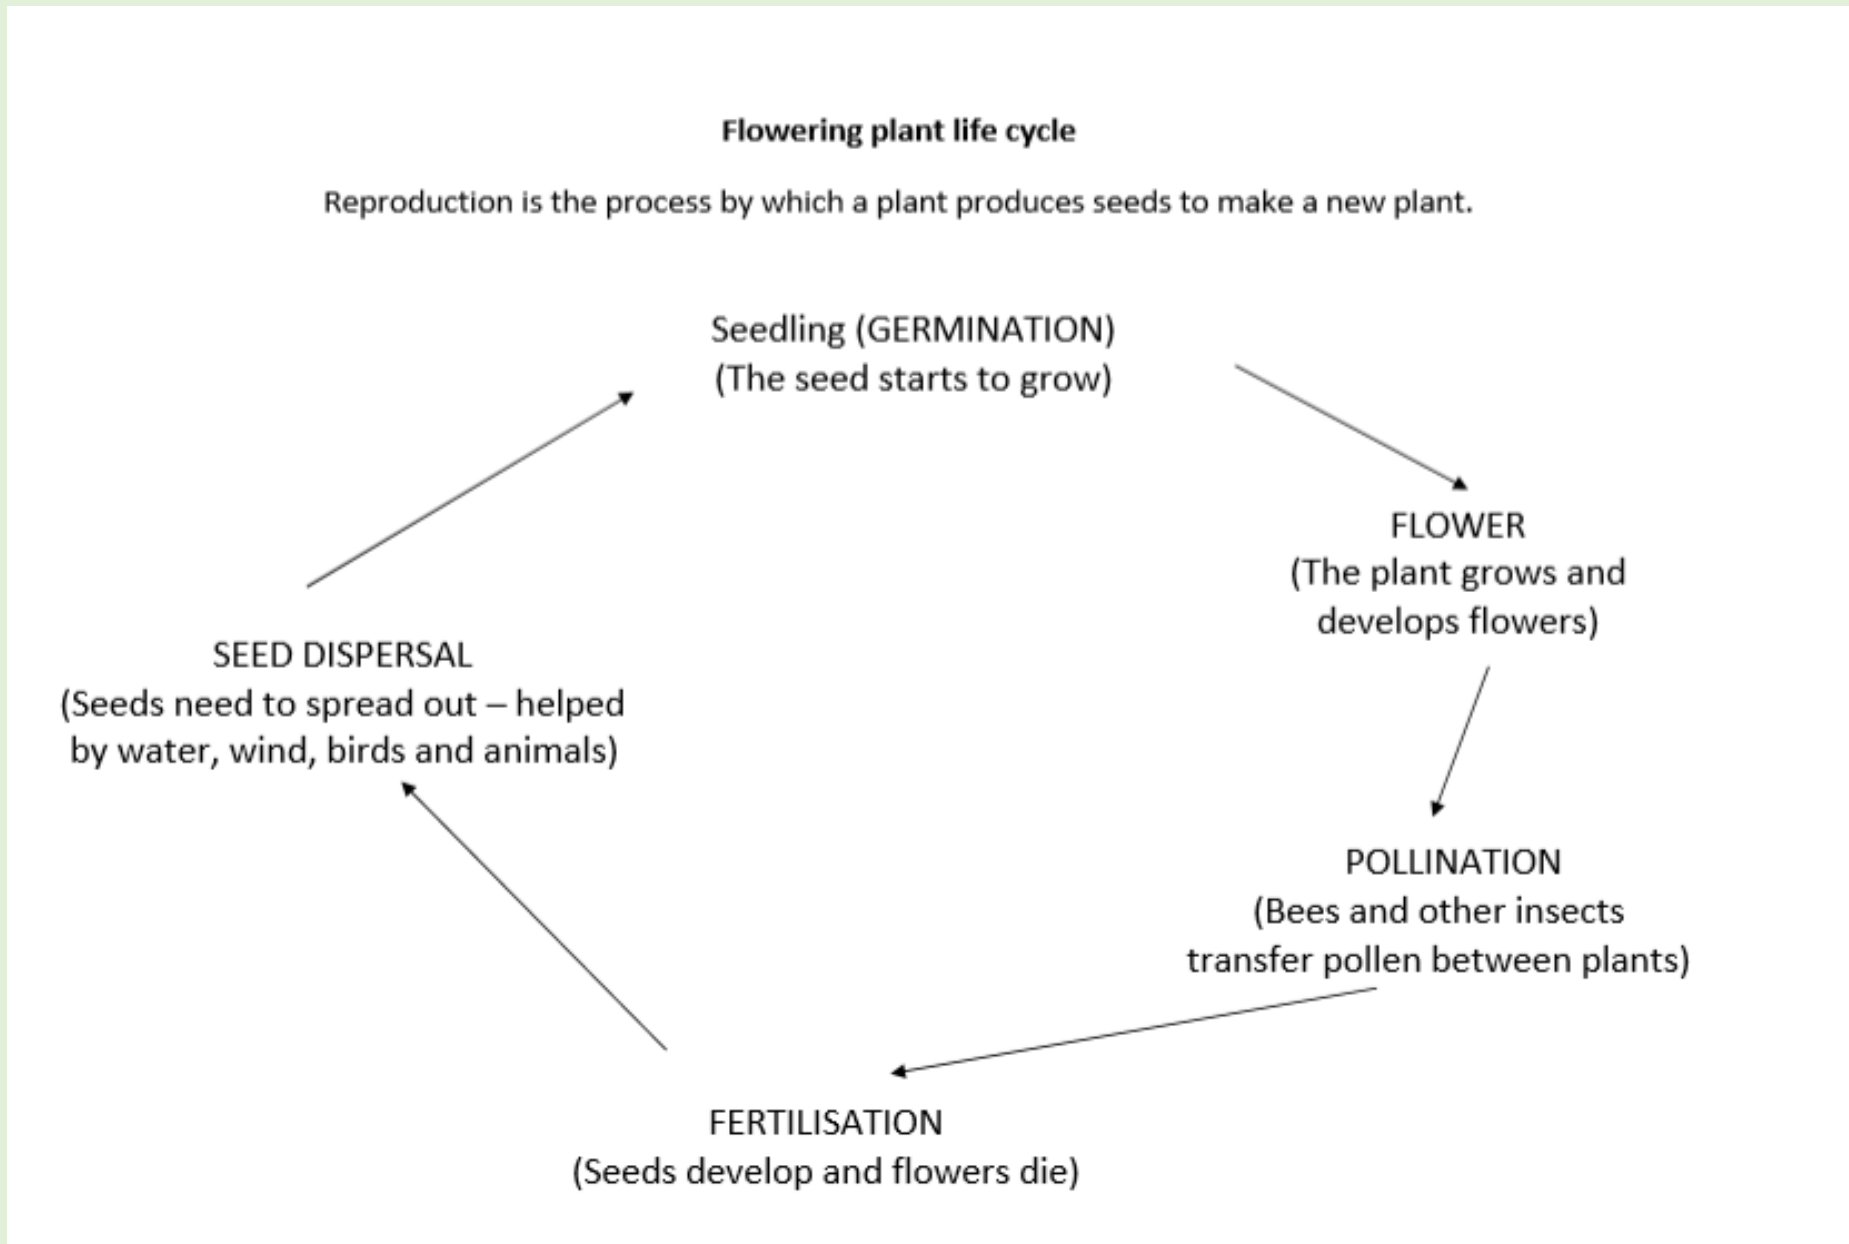 Flowering plant life cycle
Reproduction is the process by which a plant produces seeds to make a new plant.
Seedling (GERMINATION)
(The seed starts to grow)
FLOWER
(The plant grows and
develops flowers)
POLLINATION
(Bees and other insects
transfer pollen between plants)
FERTILISATION
(Seeds develop and flowers die)
SEED DISPERSAL
(Seeds need to spread out – helped
by water, wind, birds and animals)